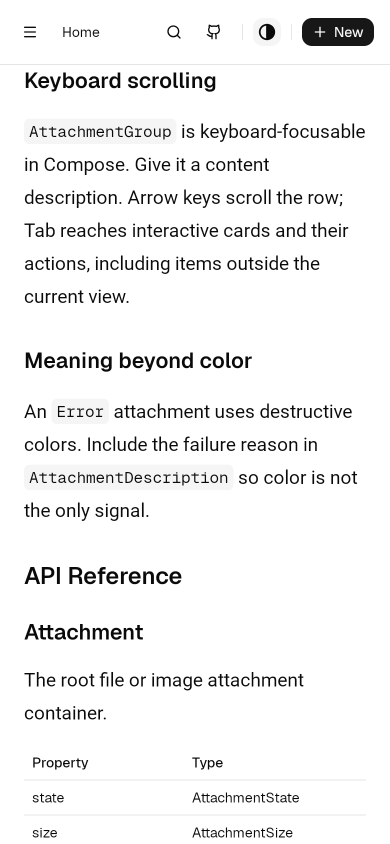 Home
New
Keyboard scrolling
AttachmentGroup is keyboard-focusable
in Compose. Give it a content
description. Arrow keys scroll the row;
Tab reaches interactive cards and their
actions, including items outside the
current view.
Meaning beyond color
An Error attachment uses destructive
colors. Include the failure reason in
AttachmentDescription so color is not
the only signal.
API Reference
Attachment
The root file or image attachment
container.
Property Type
state AttachmentState
size AttachmentSize